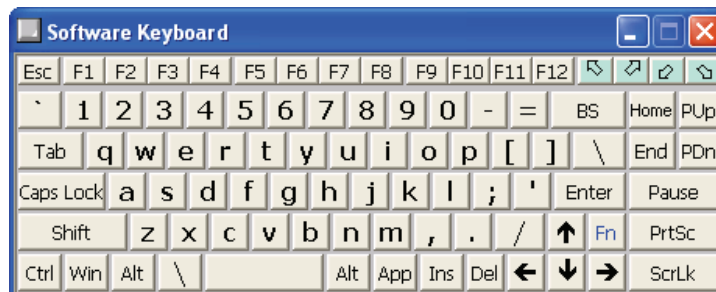 Software Keyboard
Esc F1 F2 F3 F4 F5 F6 F7 F8 F9 F10 F11 F12
` 1 2 3 4 5 6 7 8 9 0 - = BS Home PUp
Tab q w e r t y u i o p [ ] \ End PDn
Caps Lock a s d f g h j k l ; ' Enter Pause
Shift z x c v b n m , . / ↑ Fn PrtSc
Ctrl Win Alt \ Alt App Ins Del ← ↓ → ScrLk